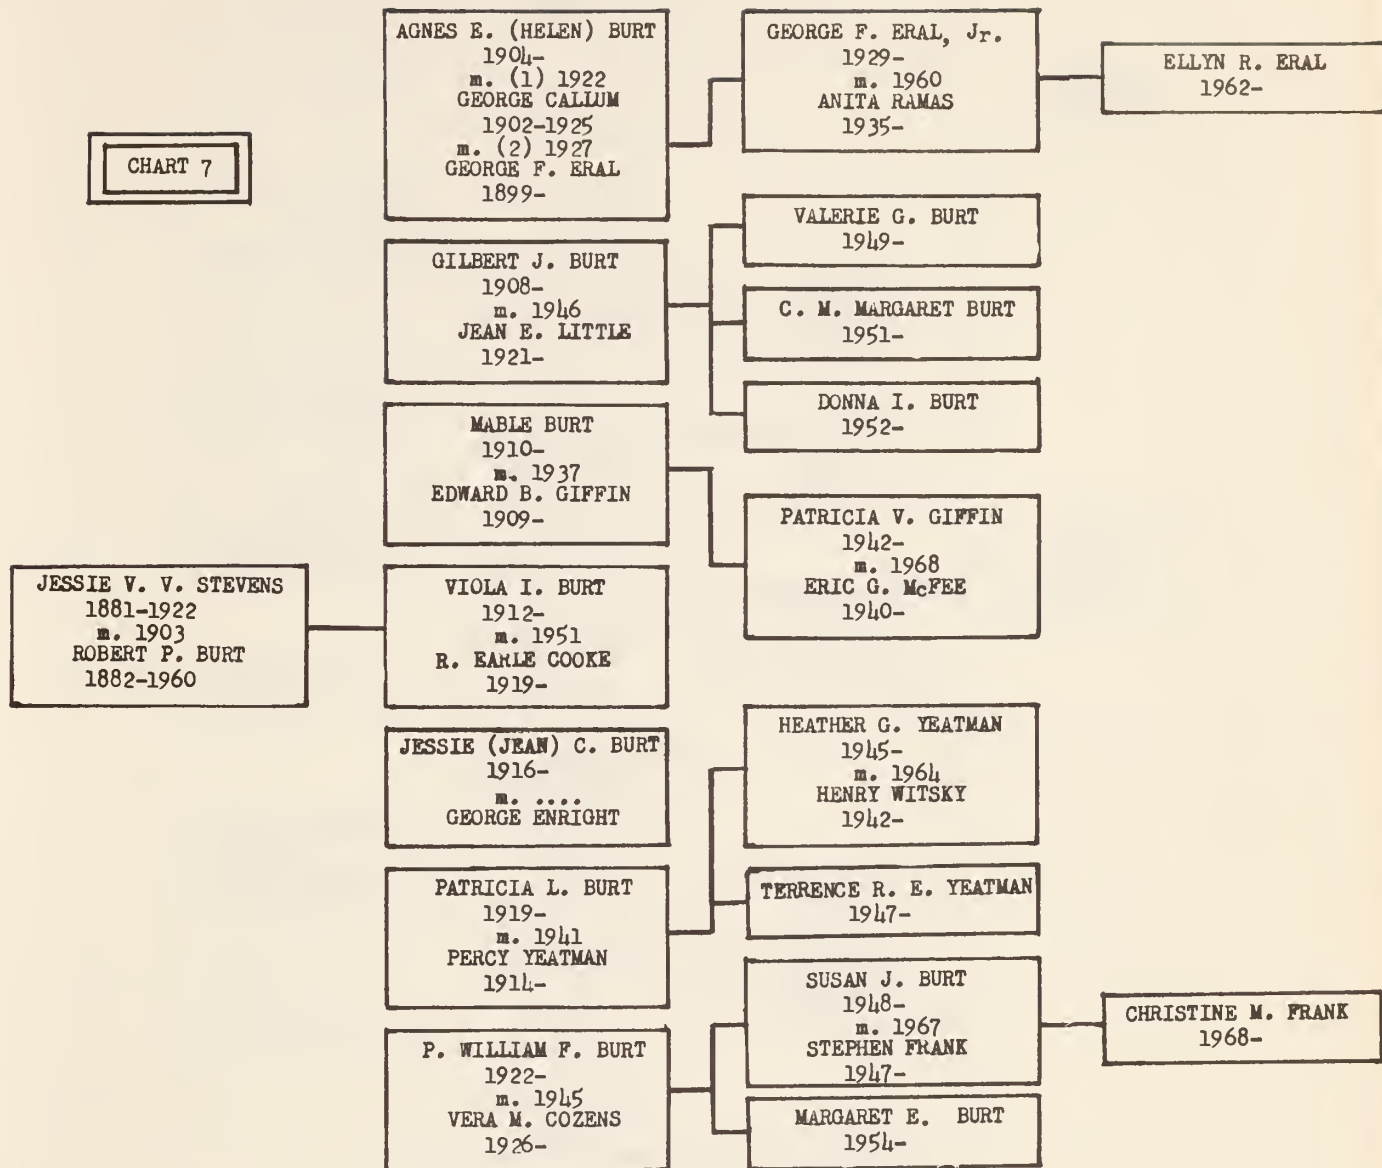 CHART 7
JESSIE V. V. STEVENS
1881-1922
m. 1903
ROBERT P. BURT
1882-1960
AGNES E. (HELEN) BURT
1904-
m. (1) 1922
GEORGE CALLUM
1902-1925
m. (2) 1927
GEORGE F. ERAL
1899-
GILBERT J. BURT
1908-
m. 1946
JEAN E. LITTLE
1921-
MABLE BURT
1910-
m. 1937
EDWARD B. GIFFIN
1909-
VIOLA I. BURT
1912-
m. 1951
R. EARLE COOKE
1919-
JESSIE (JEAN) C. BURT
1916-
m. ....
GEORGE ENRIGHT
PATRICIA L. BURT
1919-
m. 1941
PERCY YEATMAN
1914-
P. WILLIAM F. BURT
1922-
m. 1945
VERA M. COZENS
1926-
GEORGE F. ERAL, Jr.
1929-
m. 1960
ANITA RAMAS
1935-
VALERIE G. BURT
1949-
C. M. MARGARET BURT
1951-
DONNA I. BURT
1952-
PATRICIA V. GIFFIN
1942-
m. 1968
ERIC G. McFEE
1940-
HEATHER G. YEATMAN
1945-
m. 1964
HENRY WITSKY
1942-
TERRENCE R. E. YEATMAN
1947-
SUSAN J. BURT
1948-
m. 1967
STEPHEN FRANK
1947-
MARGARET E. BURT
1954-
ELLYN R. ERAL
1962-
CHRISTINE M. FRANK
1968-